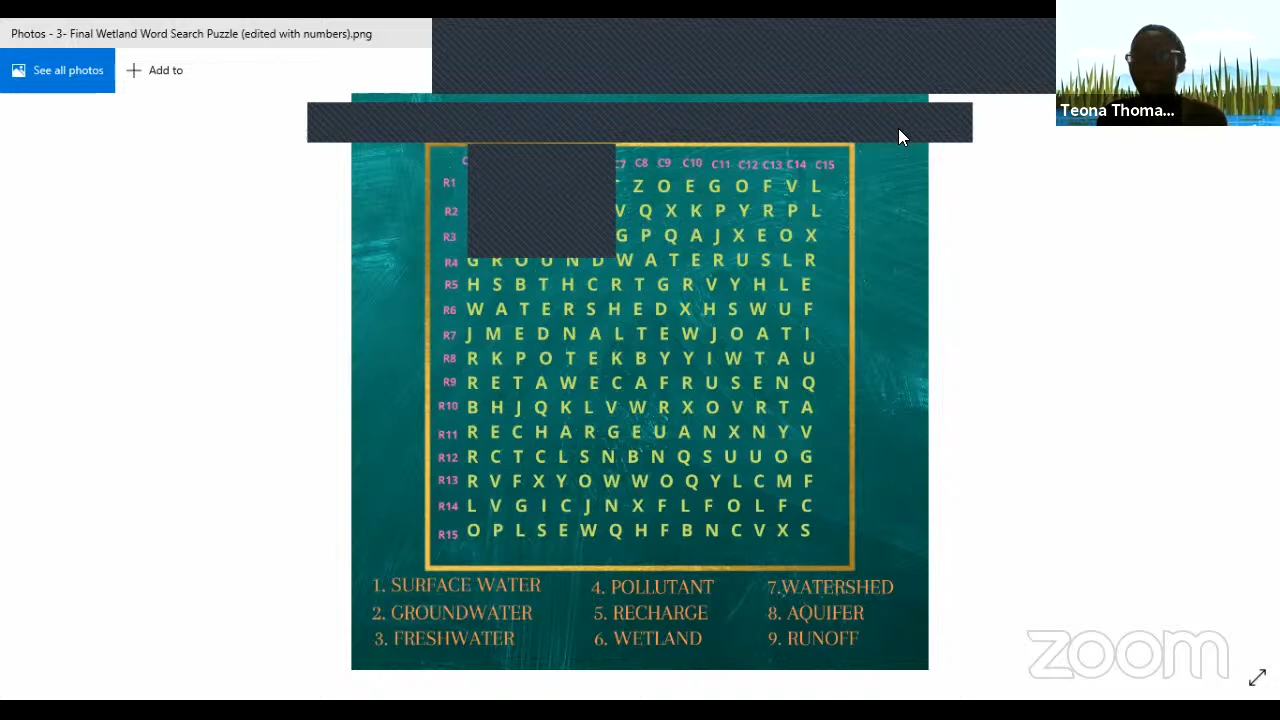 Photos - 3- Final Wetland Word Search Puzzle (edited with numbers).png
See all photos
Add to
Teona Thoma...
C7 C8 C9 C10 C11 C12 C13 C14 C15
R1 Z O E G O F V L
R2 V Q X K P Y R P L
R3 G P Q A J X E O X
R4 G R O U N D W A T E R U S L R
R5 H S B T H C R T G R V Y H L E
R6 W A T E R S H E D X H S W U F
R7 J M E D N A L T E W J O A T I
R8 R K P O T E K B Y Y I W T A U
R9 R E T A W E C A F R U S E N Q
R10 B H J Q K L V W R X O V R T A
R11 R E C H A R G E U A N X N Y V
R12 R C T C L S N B N Q S U U O G
R13 R V F X Y O W W O Q Y L C M F
R14 L V G I C J N X F L F O L F C
R15 O P L S E W Q H F B N C V X S
1. SURFACE WATER 4. POLLUTANT 7.WATERSHED
2. GROUNDWATER 5. RECHARGE 8. AQUIFER
3. FRESHWATER 6. WETLAND 9. RUNOFF
zoom